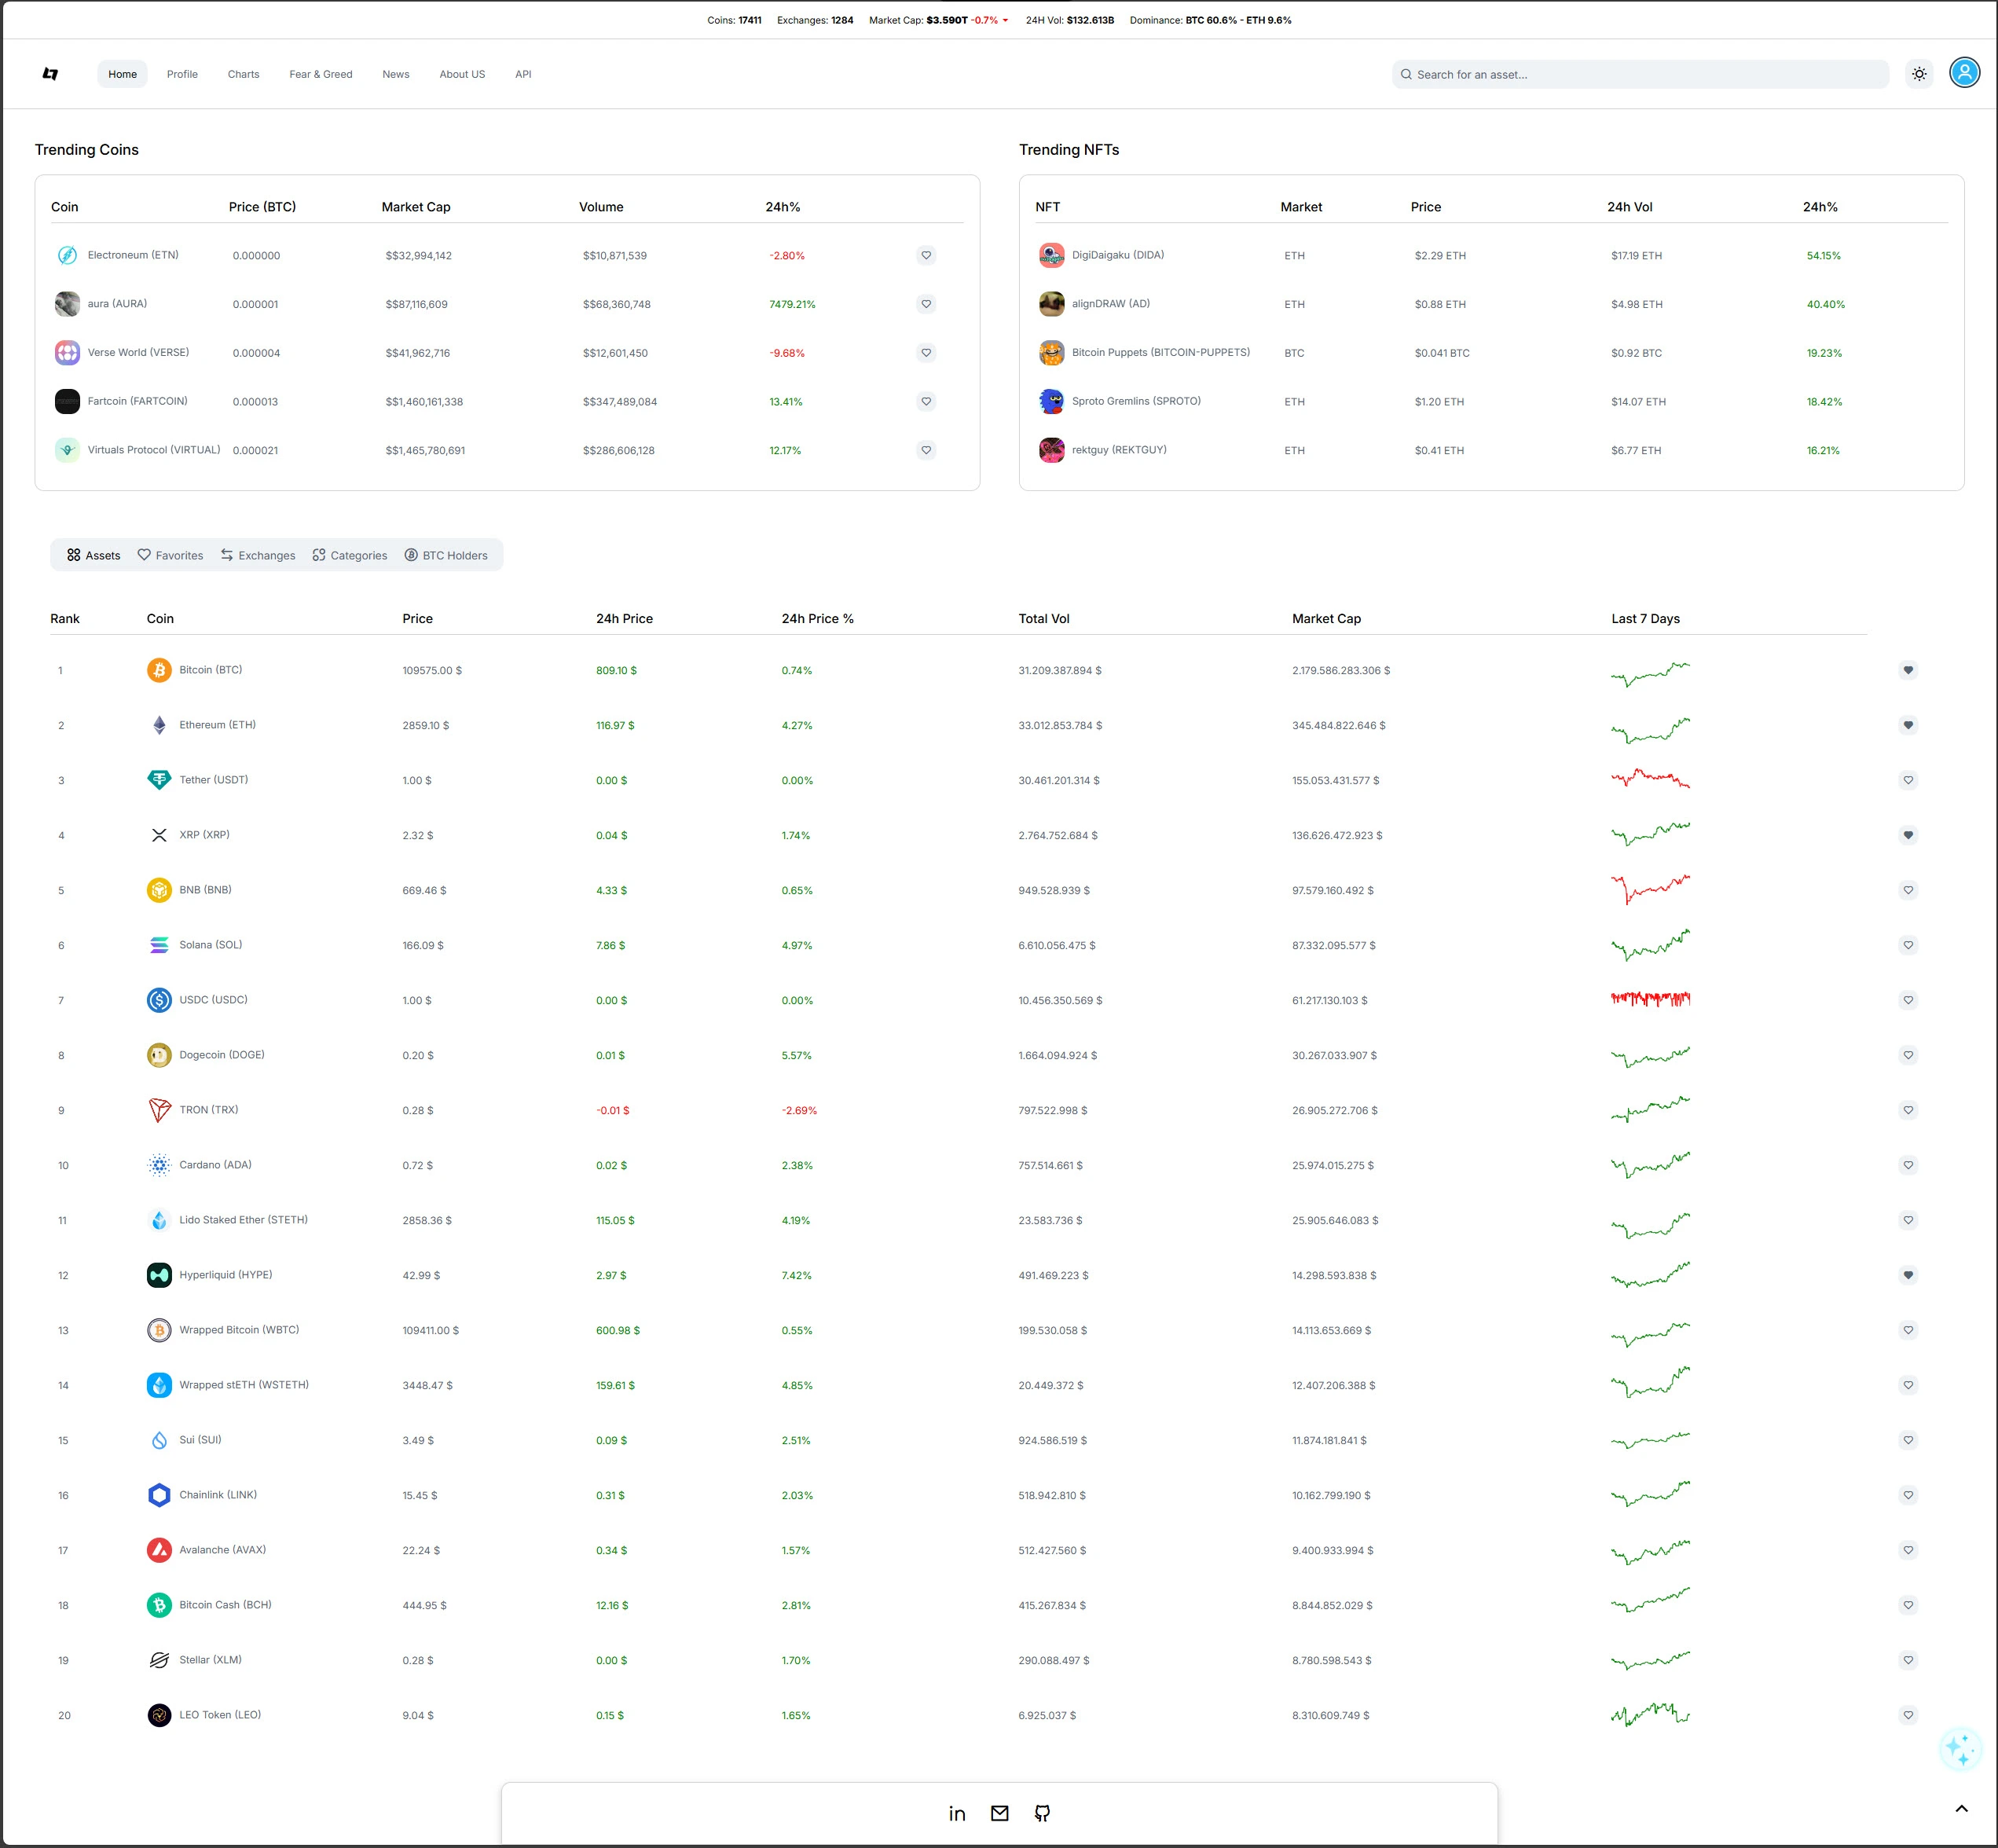 Coins: 17411 Exchanges: 1284 Market Cap: $3.590T -0.7% 24H Vol: $132.613B Dominance: BTC 60.6% - ETH 9.6%
Home Profile Charts Fear & Greed News About US API Search for an asset...
Trending Coins
Coin Price (BTC) Market Cap Volume 24h%
Electroneum (ETN) 0.000000 $$32,994,142 $$10,871,539 -2.80%
aura (AURA) 0.000001 $$87,116,609 $$68,360,748 7479.21%
Verse World (VERSE) 0.000004 $$41,962,716 $$12,601,450 -9.68%
Fartcoin (FARTCOIN) 0.000013 $$1,460,161,338 $$347,489,084 13.41%
Virtuals Protocol (VIRTUAL) 0.000021 $$1,465,780,691 $$286,606,128 12.17%
Trending NFTs
NFT Market Price 24h Vol 24h%
DigiDaigaku (DIDA) ETH $2.29 ETH $17.19 ETH 54.15%
alignDRAW (AD) ETH $0.88 ETH $4.98 ETH 40.40%
Bitcoin Puppets (BITCOIN-PUPPETS) BTC $0.041 BTC $0.92 BTC 19.23%
Sproto Gremlins (SPROTO) ETH $1.20 ETH $14.07 ETH 18.42%
rektguy (REKTGUY) ETH $0.41 ETH $6.77 ETH 16.21%
Assets Favorites Exchanges Categories BTC Holders
Rank Coin Price 24h Price 24h Price % Total Vol Market Cap Last 7 Days
1 Bitcoin (BTC) 109575.00 $ 809.10 $ 0.74% 31.209.387.894 $ 2.179.586.283.306 $
2 Ethereum (ETH) 2859.10 $ 116.97 $ 4.27% 33.012.853.784 $ 345.484.822.646 $
3 Tether (USDT) 1.00 $ 0.00 $ 0.00% 30.461.201.314 $ 155.053.431.577 $
4 XRP (XRP) 2.32 $ 0.04 $ 1.74% 2.764.752.684 $ 136.626.472.923 $
5 BNB (BNB) 669.46 $ 4.33 $ 0.65% 949.528.939 $ 97.579.160.492 $
6 Solana (SOL) 166.09 $ 7.86 $ 4.97% 6.610.056.475 $ 87.332.095.577 $
7 USDC (USDC) 1.00 $ 0.00 $ 0.00% 10.456.350.569 $ 61.217.130.103 $
8 Dogecoin (DOGE) 0.20 $ 0.01 $ 5.57% 1.664.094.924 $ 30.267.033.907 $
9 TRON (TRX) 0.28 $ -0.01 $ -2.69% 797.522.998 $ 26.905.272.706 $
10 Cardano (ADA) 0.72 $ 0.02 $ 2.38% 757.514.661 $ 25.974.015.275 $
11 Lido Staked Ether (STETH) 2858.36 $ 115.05 $ 4.19% 23.583.736 $ 25.905.646.083 $
12 Hyperliquid (HYPE) 42.99 $ 2.97 $ 7.42% 491.469.223 $ 14.298.593.838 $
13 Wrapped Bitcoin (WBTC) 109411.00 $ 600.98 $ 0.55% 199.530.058 $ 14.113.653.669 $
14 Wrapped stETH (WSTETH) 3448.47 $ 159.61 $ 4.85% 20.449.372 $ 12.407.206.388 $
15 Sui (SUI) 3.49 $ 0.09 $ 2.51% 924.586.519 $ 11.874.181.841 $
16 Chainlink (LINK) 15.45 $ 0.31 $ 2.03% 518.942.810 $ 10.162.799.190 $
17 Avalanche (AVAX) 22.24 $ 0.34 $ 1.57% 512.427.560 $ 9.400.933.994 $
18 Bitcoin Cash (BCH) 444.95 $ 12.16 $ 2.81% 415.267.834 $ 8.844.852.029 $
19 Stellar (XLM) 0.28 $ 0.00 $ 1.70% 290.088.497 $ 8.780.598.543 $
20 LEO Token (LEO) 9.04 $ 0.15 $ 1.65% 6.925.037 $ 8.310.609.749 $
in